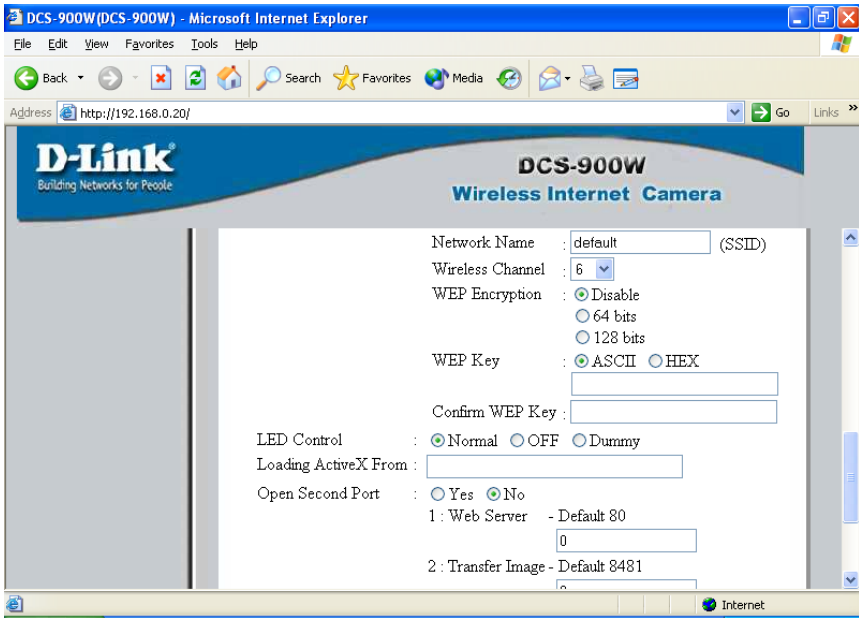 DCS-900W(DCS-900W) - Microsoft Internet Explorer
File Edit View Favorites Tools Help
Back Search Favorites Media
Address http://192.168.0.20/ Go Links »
D-Link®
Building Networks for People
DCS-900W
Wireless Internet Camera
Network Name : default (SSID)
Wireless Channel : 6
WEP Encryption : Disable
64 bits
128 bits
WEP Key : ASCII HEX
Confirm WEP Key :
LED Control : Normal OFF Dummy
Loading ActiveX From :
Open Second Port : Yes No
1 : Web Server - Default 80
0
2 : Transfer Image - Default 8481
Internet